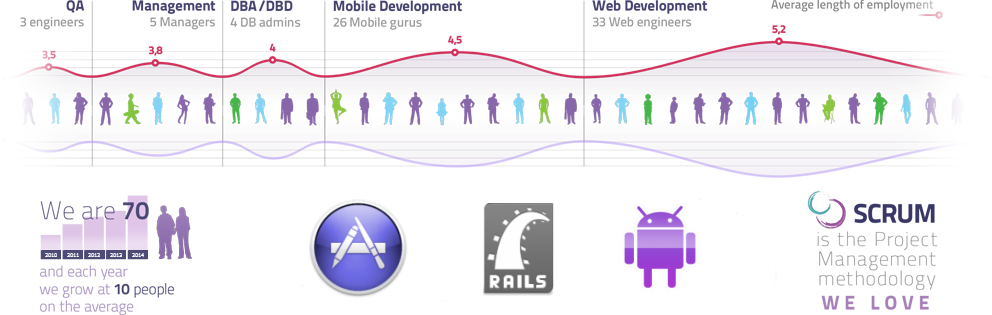 QA
3 engineers
Management
5 Managers
DBA/DBD
4 DB admins
Mobile Development
26 Mobile gurus
Web Development
33 Web engineers
Average length of employment
3,5
3,8
4
4,5
5,2
We are 70
2010 2011 2012 2013 2014
and each year
we grow at 10 people
on the average
RAILS
SCRUM
is the Project
Management
methodology
WE LOVE